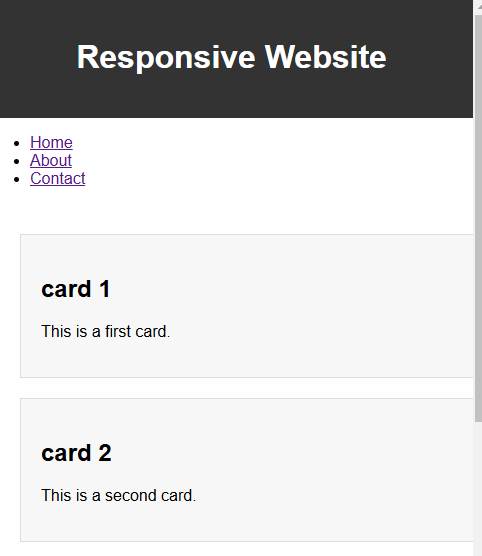 Responsive Website
Home
About
Contact
card 1
This is a first card.
card 2
This is a second card.